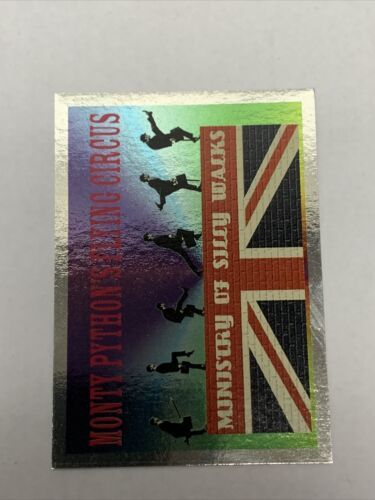 MONTY PYTHON'S FLYING CIRCUS
MINISTRY OF SILLY WALKS